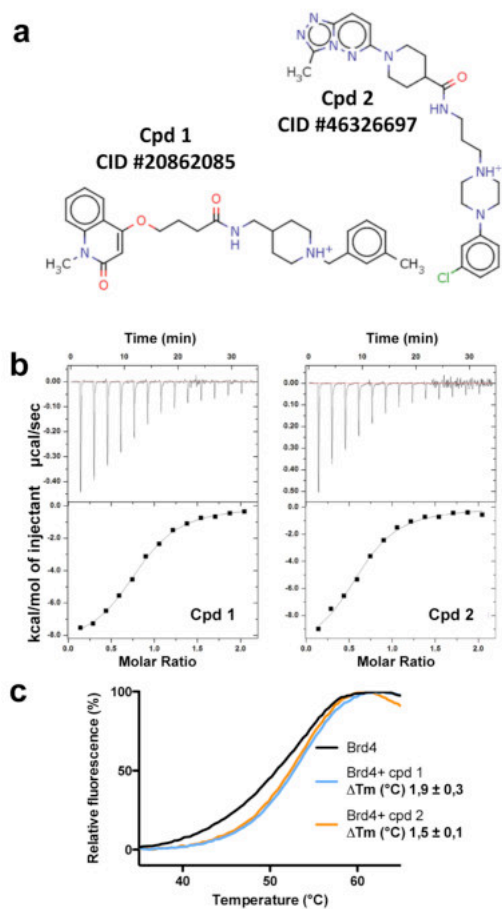 a
Cpd 1
CID #20862085
Cpd 2
CID #46326697
N
N
N
N
N
N
H₃C
O
NH
NH⁺
N
Cl
O
O
NH
N
H₃C
O
NH⁺
CH₃
b
Time (min)
0 10 20 30
0.00
-0.10
-0.20
-0.30
-0.40
µcal/sec
0.0
-2.0
-4.0
-6.0
-8.0
kcal/mol of injectant
Cpd 1
0.0 0.5 1.0 1.5 2.0
Molar Ratio
Time (min)
0 10 20 30
0.00
0.10
0.20
0.30
0.40
0.50
0.0
-2.0
-4.0
-6.0
-8.0
Cpd 2
0.0 0.5 1.0 1.5 2.0
Molar Ratio
c
Relative fluorescence (%)
100
50
0
Brd4
Brd4+ cpd 1
ΔTm (°C) 1,9 ± 0,3
Brd4+ cpd 2
ΔTm (°C) 1,5 ± 0,1
40 50 60
Temperature (°C)